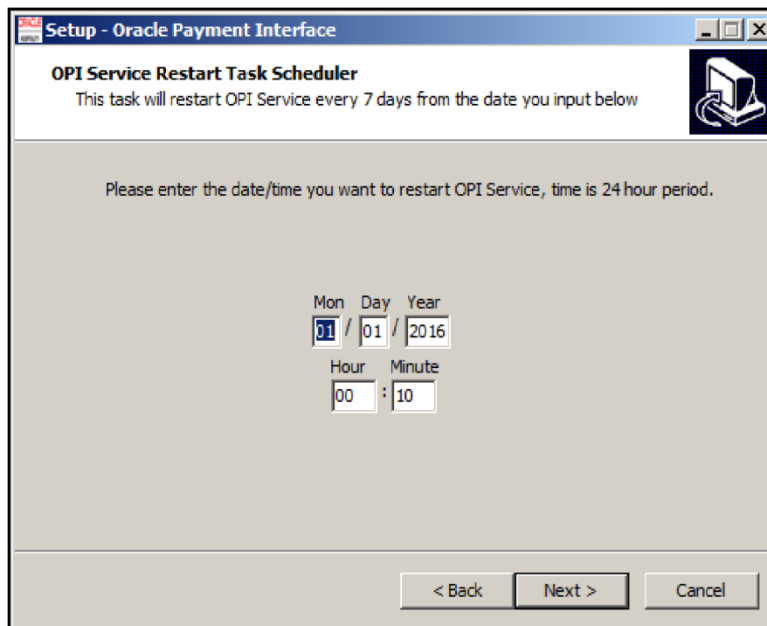 Setup - Oracle Payment Interface
OPI Service Restart Task Scheduler
This task will restart OPI Service every 7 days from the date you input below
Please enter the date/time you want to restart OPI Service, time is 24 hour period.
Mon Day Year
01 / 01 / 2016
Hour Minute
00 : 10
< Back Next > Cancel